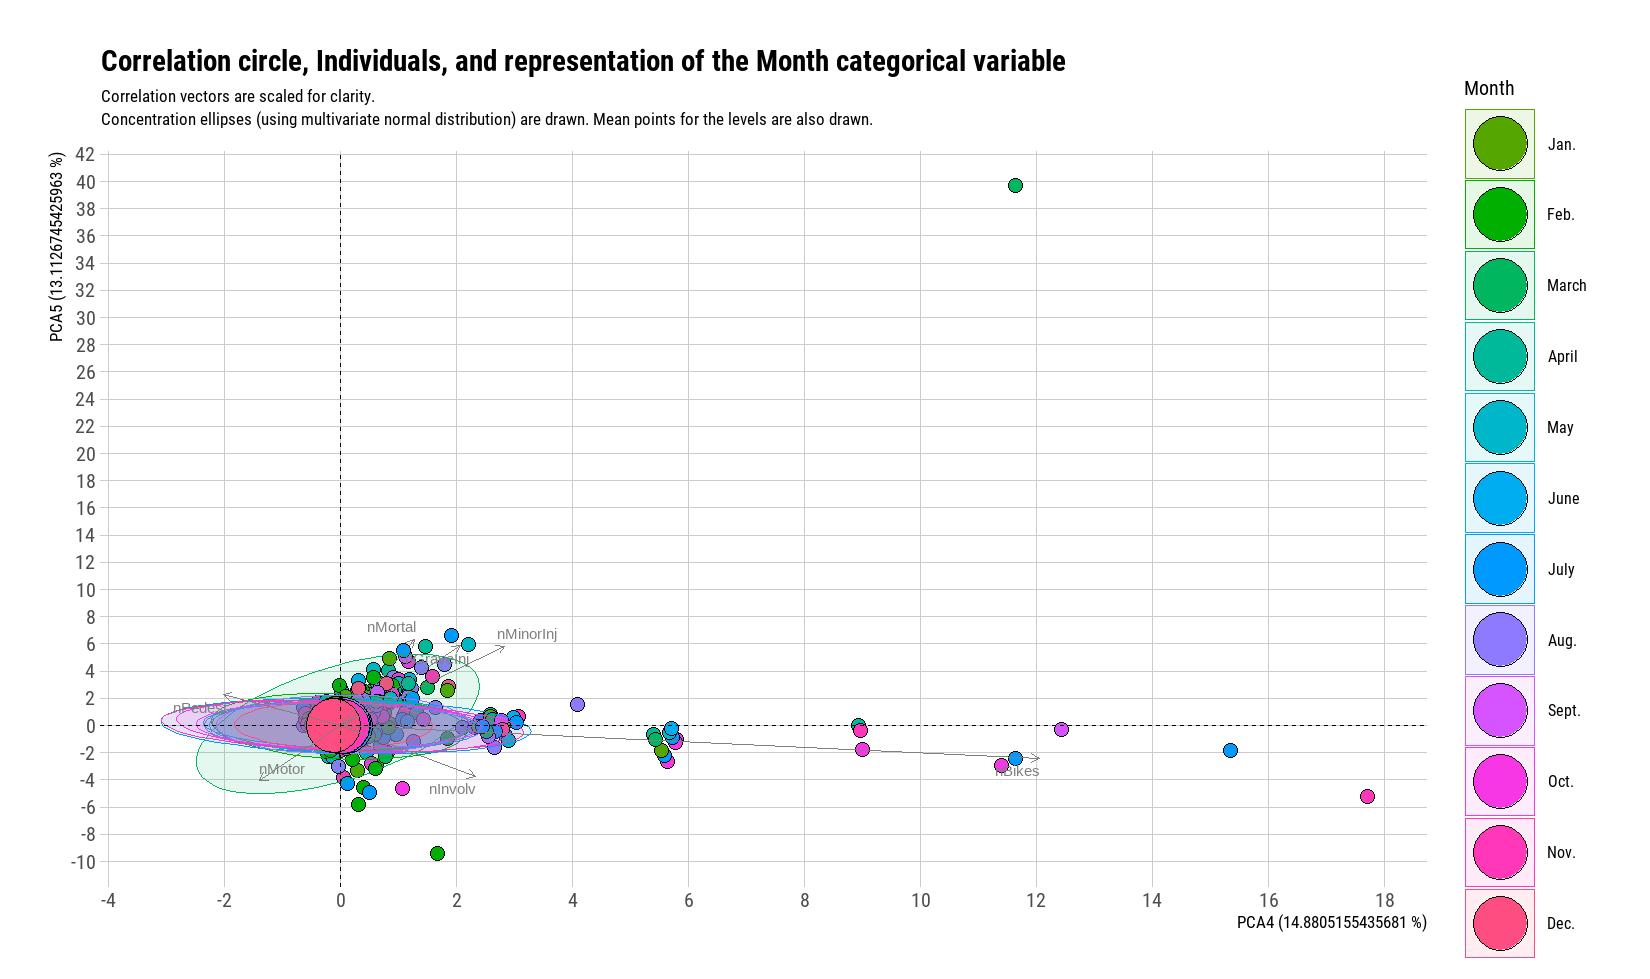 Correlation circle, Individuals, and representation of the Month categorical variable
Correlation vectors are scaled for clarity.
Concentration ellipses (using multivariate normal distribution) are drawn. Mean points for the levels are also drawn.
PCA5 (13.1126745425963 %)
42
40
38
36
34
32
30
28
26
24
22
20
18
16
14
12
10
8
6
4
2
0
-2
-4
-6
-8
-10
nMortal
nMinorInj
nMotor
nInvolv
nBikes
-4
-2
0
2
4
6
8
10
12
14
16
18
PCA4 (14.8805155435681 %)
Month
Jan.
Feb.
March
April
May
June
July
Aug.
Sept.
Oct.
Nov.
Dec.